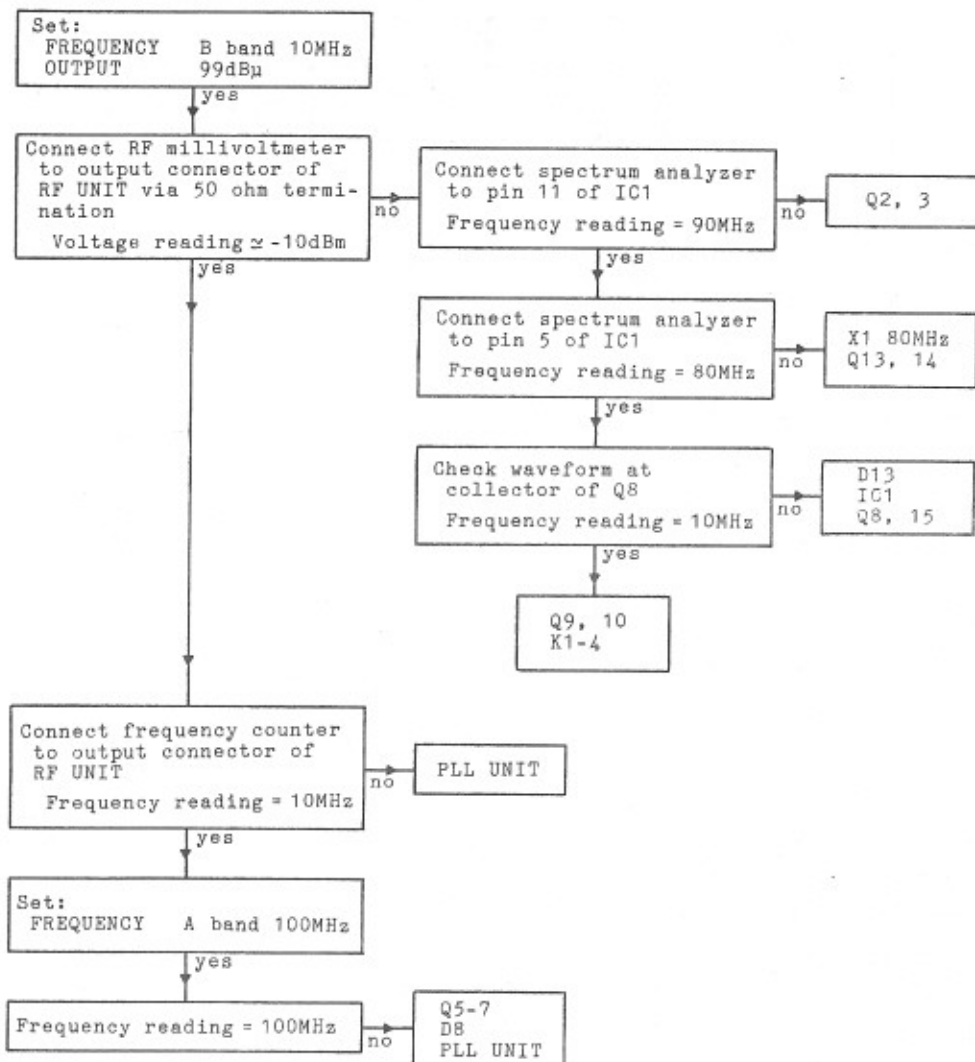 Set:
FREQUENCY B band 10MHz
OUTPUT 99dBμ
yes
Connect RF millivoltmeter
to output connector of
RF UNIT via 50 ohm termi-
nation
Voltage reading ≃ -10dBm
no
yes
Connect spectrum analyzer
to pin 11 of IC1
Frequency reading = 90MHz
no
Q2, 3
yes
Connect spectrum analyzer
to pin 5 of IC1
Frequency reading = 80MHz
no
X1 80MHz
Q13, 14
yes
Check waveform at
collector of Q8
Frequency reading = 10MHz
no
D13
IC1
Q8, 15
yes
Q9, 10
K1-4
Connect frequency counter
to output connector of
RF UNIT
Frequency reading = 10MHz
no
PLL UNIT
yes
Set:
FREQUENCY A band 100MHz
yes
Frequency reading = 100MHz
no
Q5-7
D8
PLL UNIT